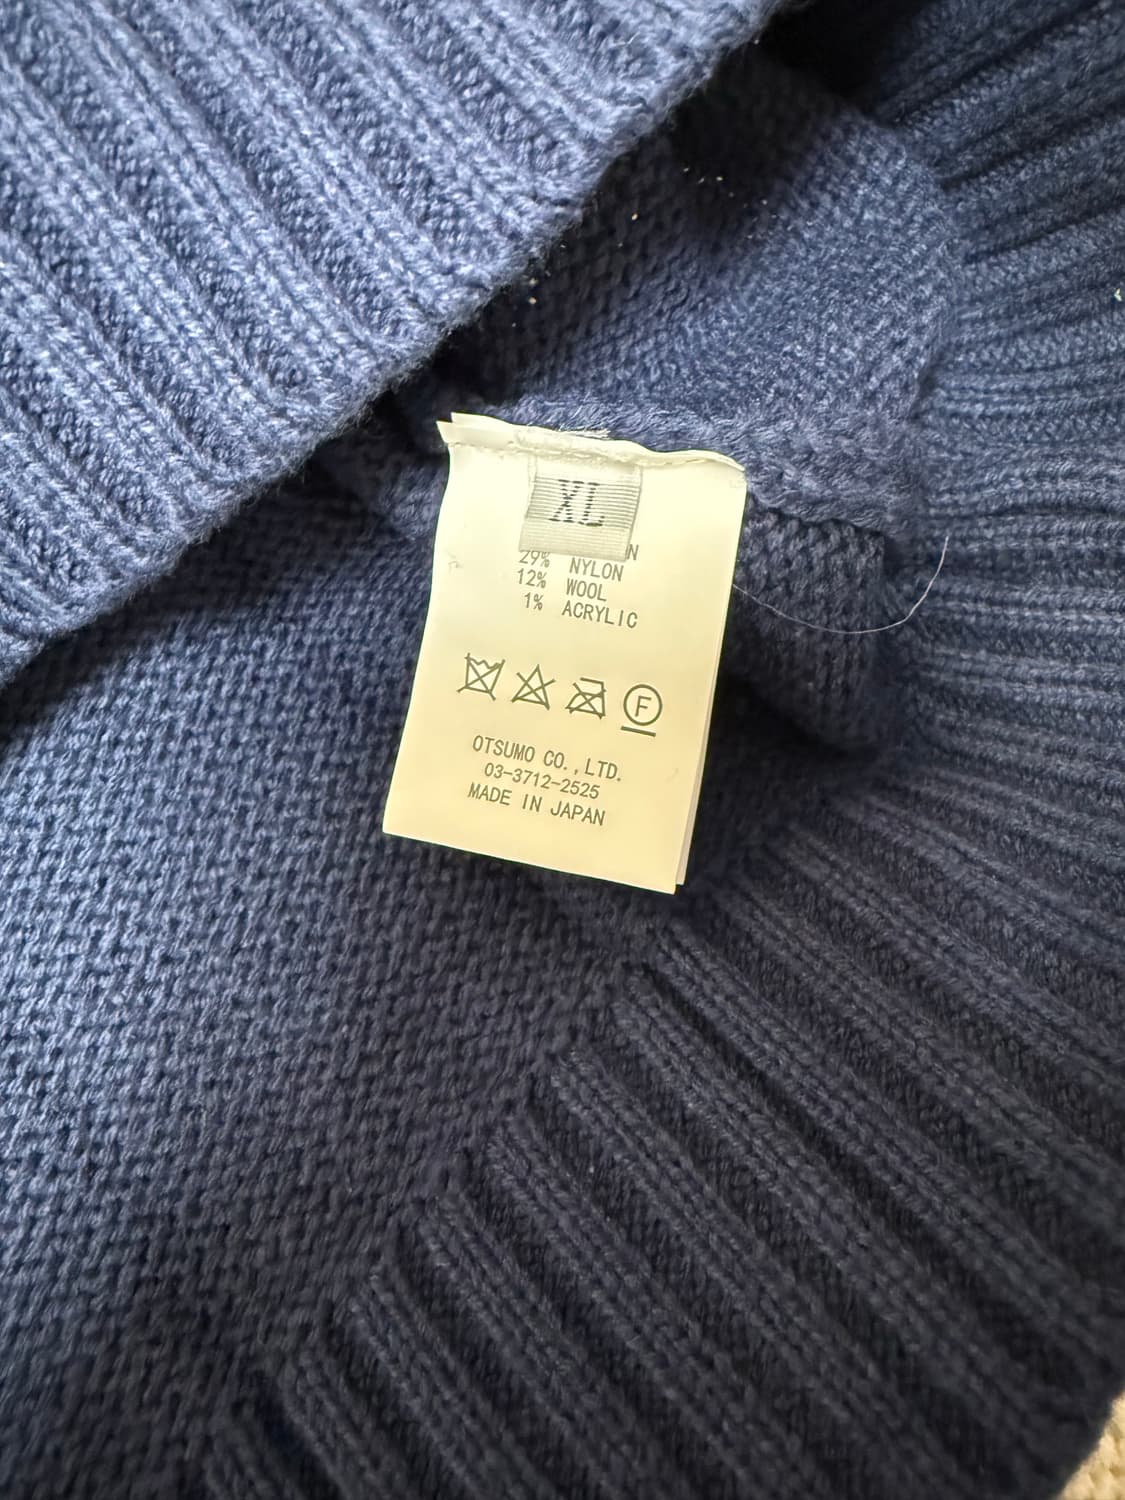 XL
29% NYLON
12% WOOL
1% ACRYLIC
F
OTSUMO CO.,LTD.
03-3712-2525
MADE IN JAPAN